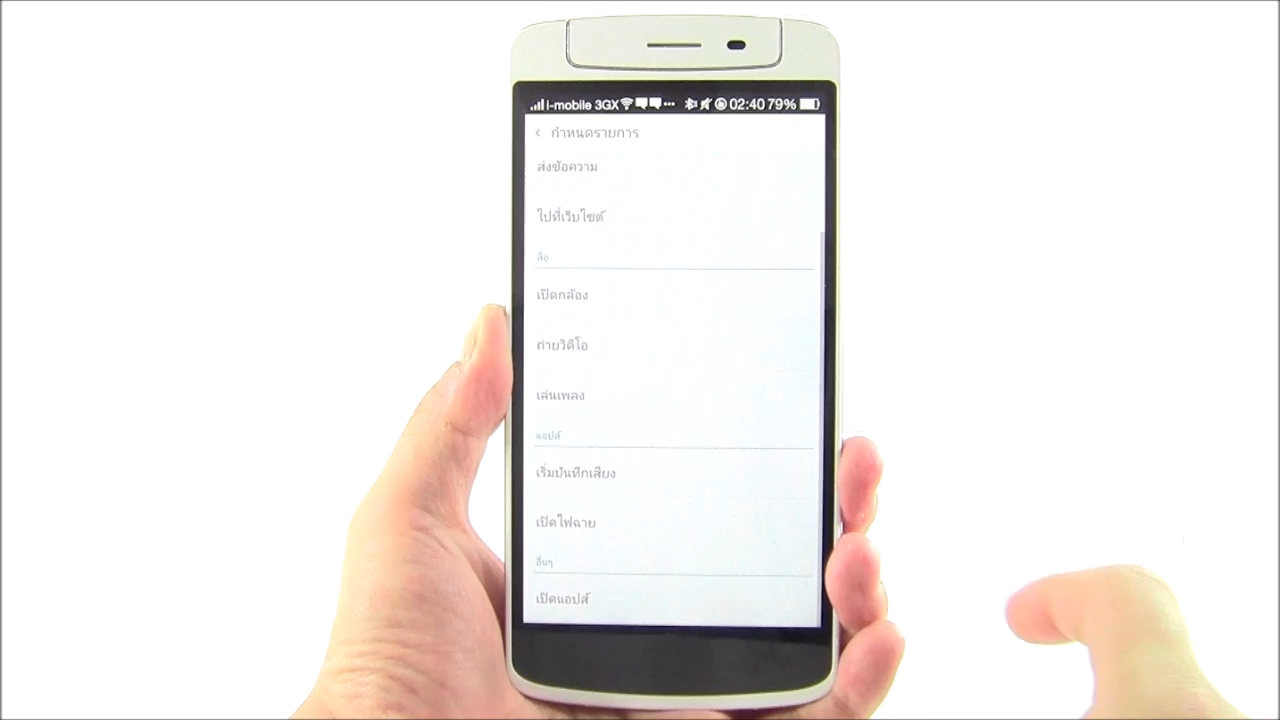 i-mobile 3GX 02:40 79%
กำหนดรายการ
ส่งข้อความ
ไปที่เว็บไซต์
สื่อ
เปิดกล้อง
ถ่ายวิดีโอ
เล่นเพลง
แอปส์
เริ่มบันทึกเสียง
เปิดไฟฉาย
อื่นๆ
เปิดแอปส์